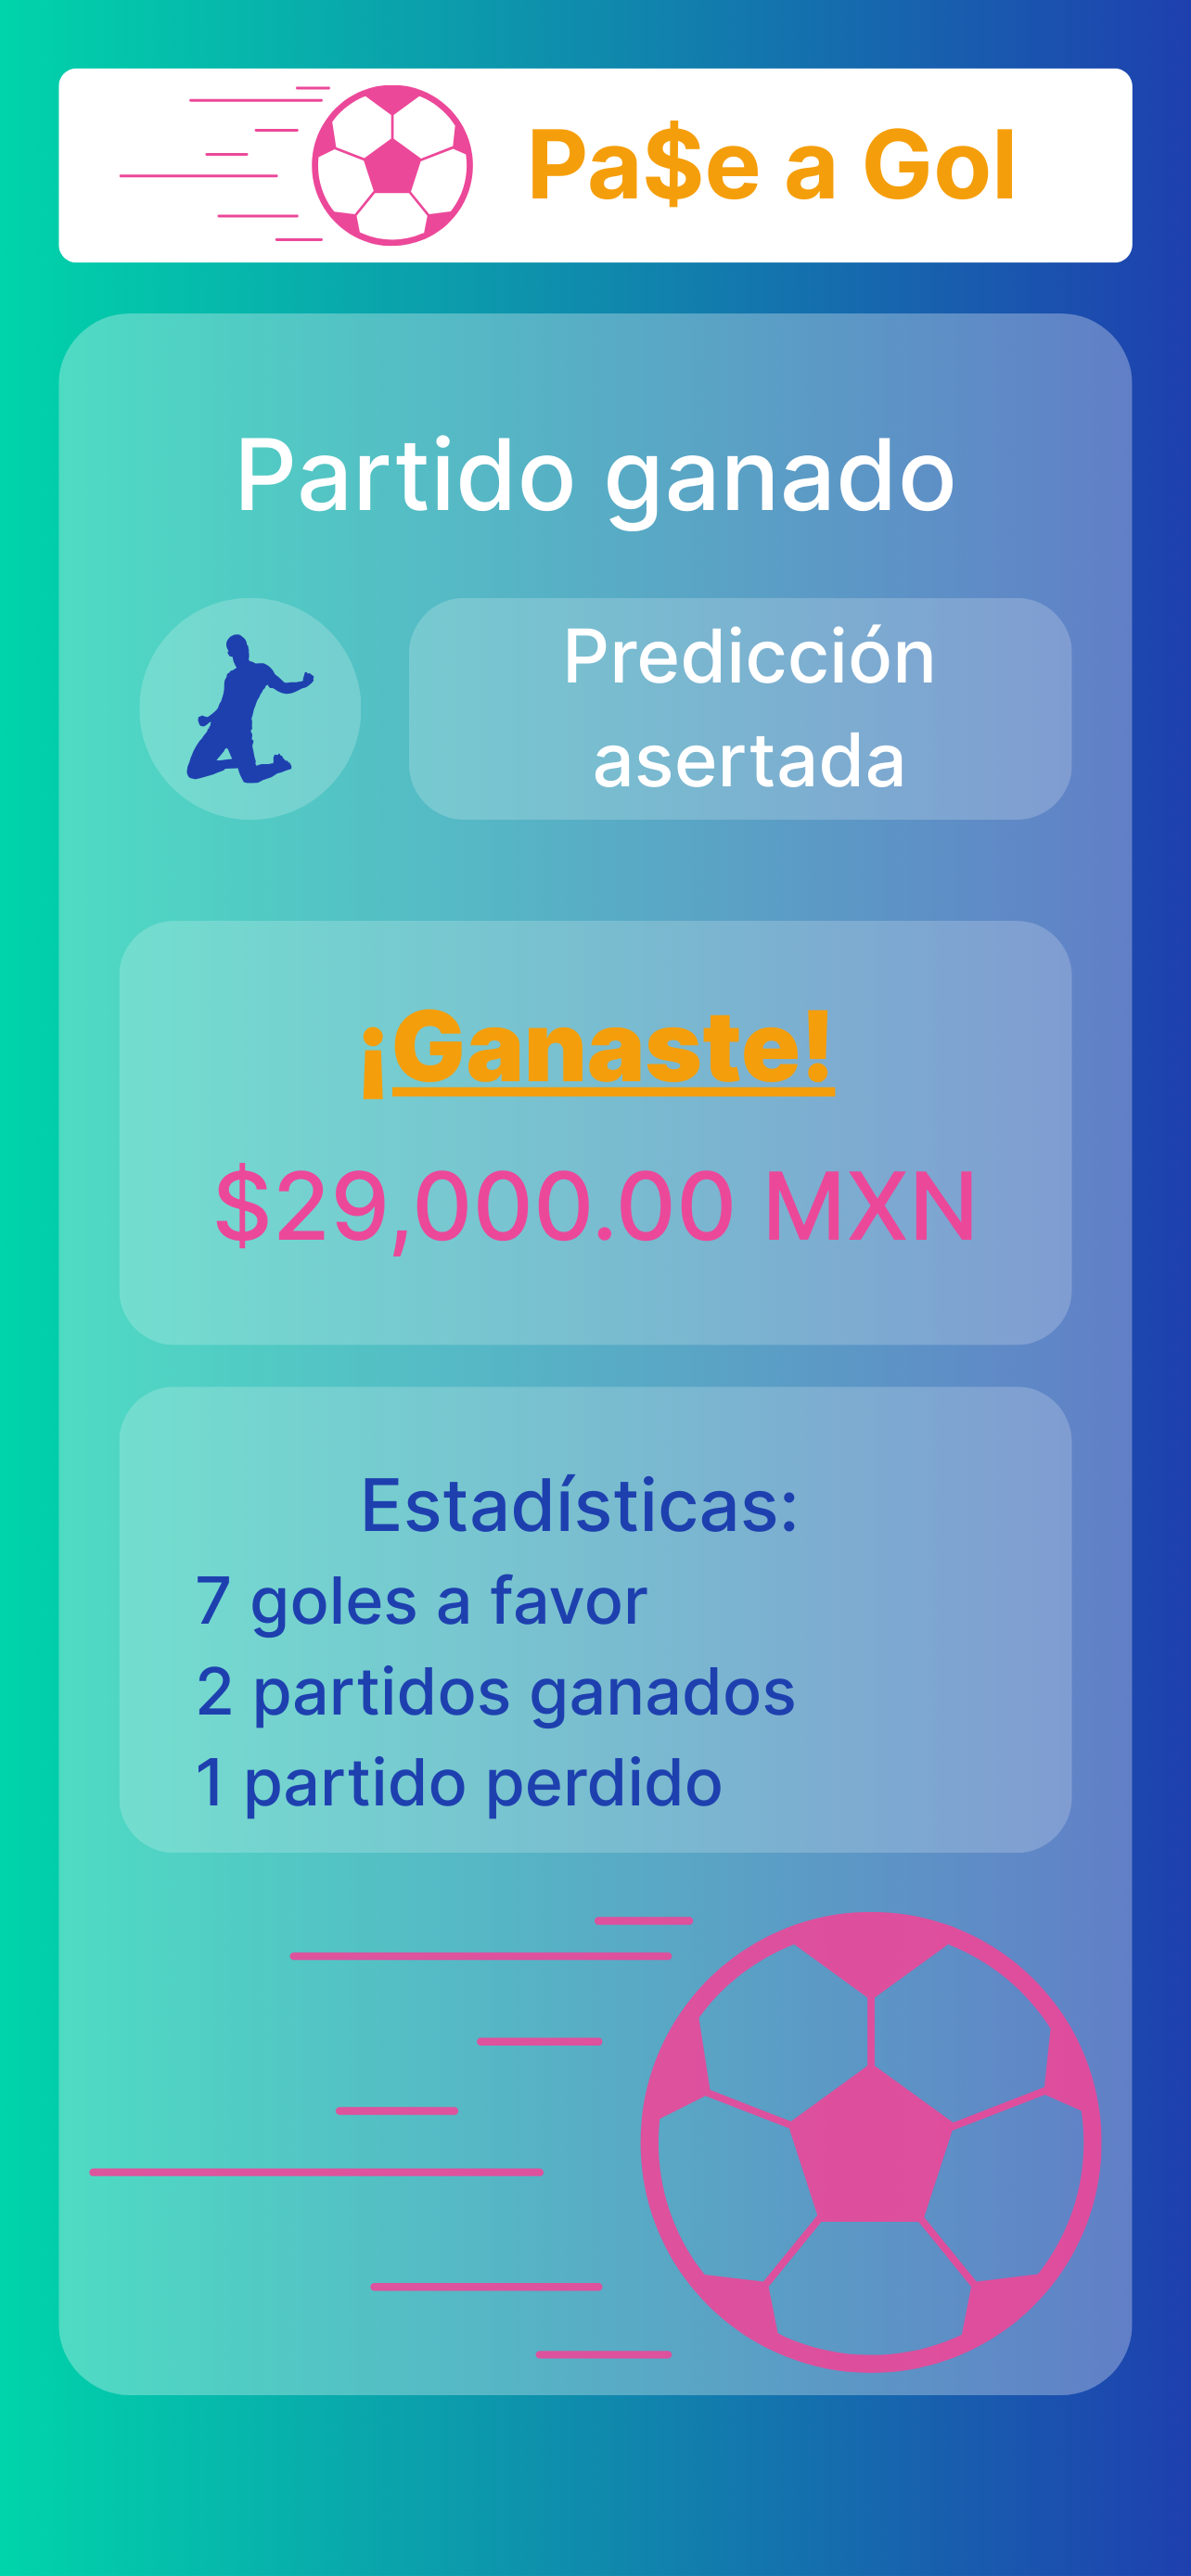 Pa$e a Gol
Partido ganado
Predicción
asertada
¡Ganaste!
$29,000.00 MXN
Estadísticas:
7 goles a favor
2 partidos ganados
1 partido perdido